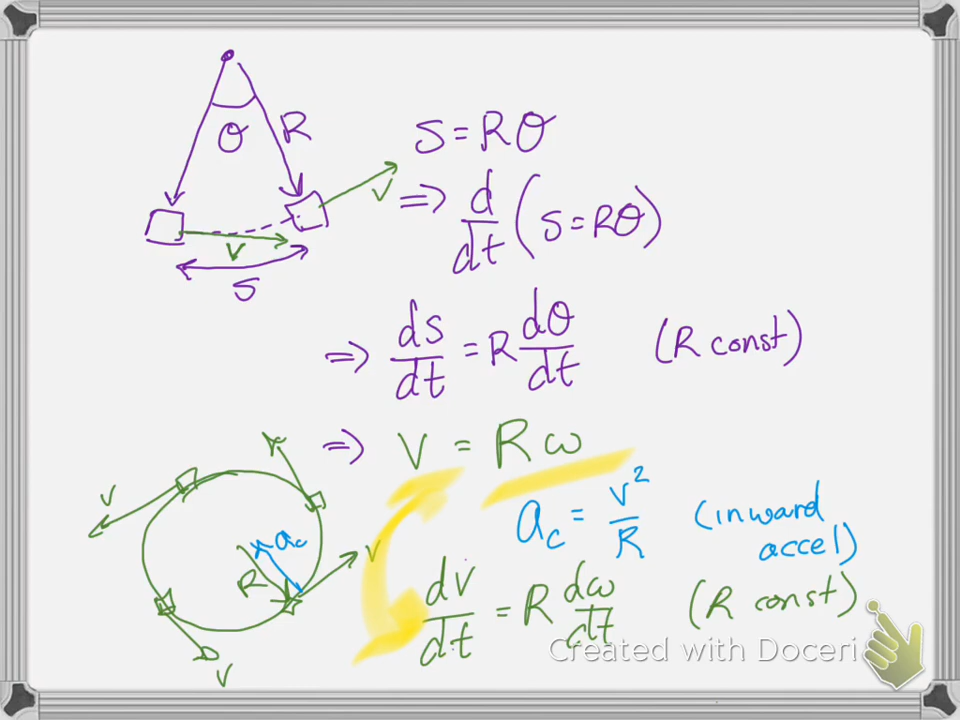 θ R
v
v
s
s = Rθ
⇒ d/dt (s = Rθ)
⇒ ds/dt = R dθ/dt (R const)
⇒ v = Rω
a_c = v²/R (inward
accel)
dv/dt = R dω/dt (R const)
v
a_c
R
v
v
Created with Doceri